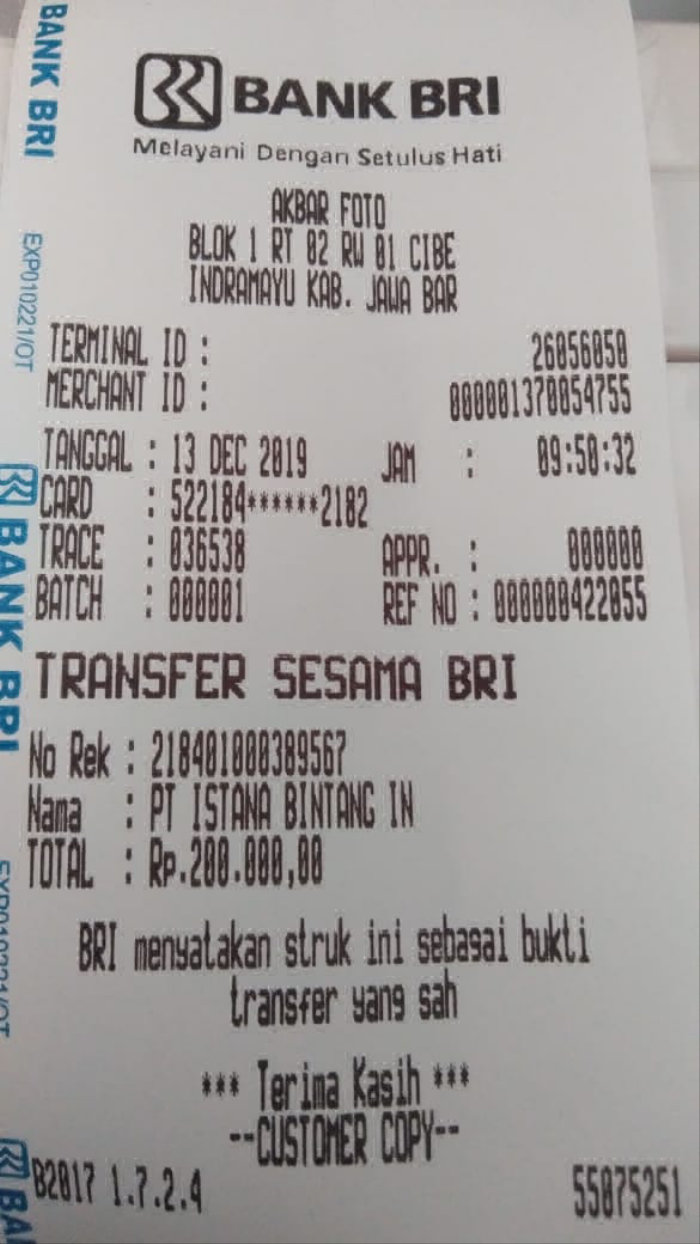 BANK BRI
Melayani Dengan Setulus Hati
AKBAR FOTO
BLOK 1 RT 02 RW 01 CIBE
INDRAMAYU KAB. JAWA BAR
TERMINAL ID : 26056050
MERCHANT ID : 000001370054755
TANGGAL : 13 DEC 2019 JAM : 09:50:32
CARD : 522184******2182
TRACE : 036538 APPR. : 000000
BATCH : 000001 REF NO : 000000422055
TRANSFER SESAMA BRI
No Rek : 218401000389567
Nama : PT ISTANA BINTANG IN
TOTAL : Rp.200.000,00
BRI menyatakan struk ini sebagai bukti
transfer yang sah
*** Terima Kasih ***
--CUSTOMER COPY--
B2017 1.7.2.4 55075251
BANK BRI
EXP010221/OT
BANK BRI
EXP010221/OT
BA